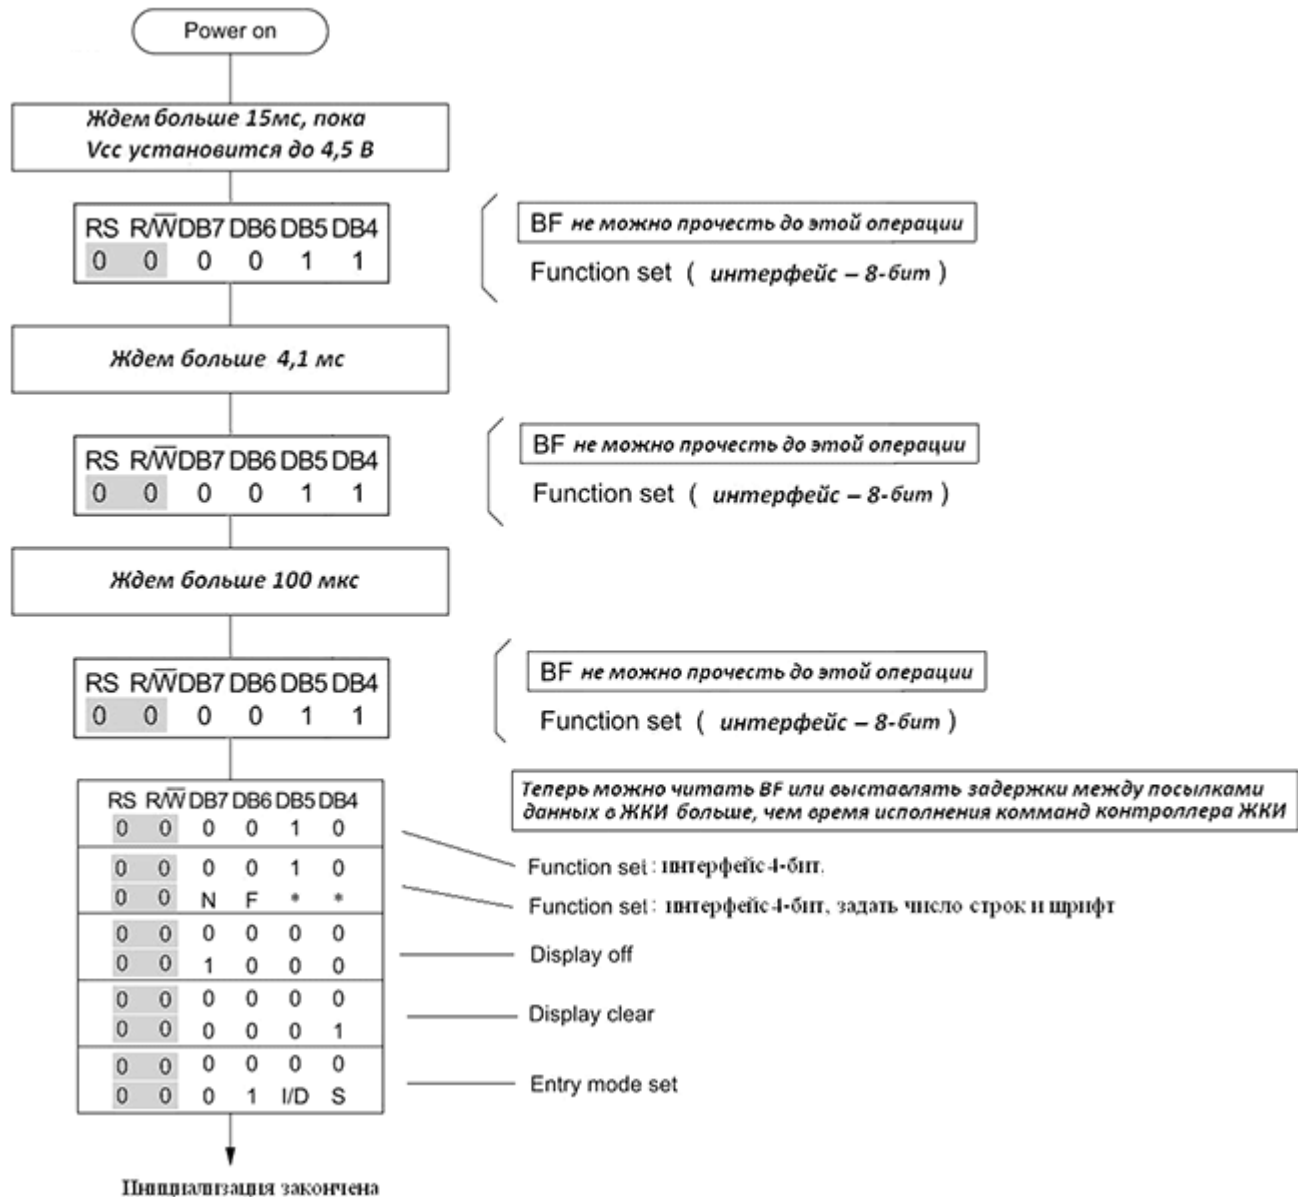 Power on
Ждем больше 15мс, пока
Vcc установится до 4,5 В
RS R/W DB7 DB6 DB5 DB4
0 0 0 0 1 1
BF не можно прочесть до этой операции
Function set ( интерфейс – 8-бит )
Ждем больше 4,1 мс
RS R/W DB7 DB6 DB5 DB4
0 0 0 0 1 1
BF не можно прочесть до этой операции
Function set ( интерфейс – 8-бит )
Ждем больше 100 мкс
RS R/W DB7 DB6 DB5 DB4
0 0 0 0 1 1
BF не можно прочесть до этой операции
Function set ( интерфейс – 8-бит )
RS R/W DB7 DB6 DB5 DB4
0 0 0 0 1 0
0 0 0 0 1 0
0 0 N F * *
0 0 0 0 0 0
0 0 1 0 0 0
0 0 0 0 0 0
0 0 0 0 0 1
0 0 0 0 0 0
0 0 0 1 I/D S
Теперь можно читать BF или выставлять задержки между посылками
данных в ЖКИ больше, чем время исполнения комманд контроллера ЖКИ
Function set : интерфейс 4-бит.
Function set : интерфейс 4-бит, задать число строк и шрифт
Display off
Display clear
Entry mode set
Инициализация закончена